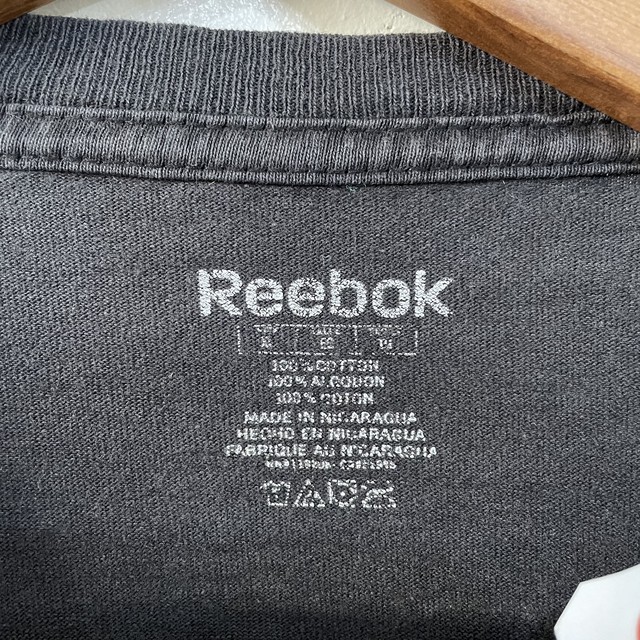 Reebok
100% COTTON
100% ALGODON
100% COTON
MADE IN NICARAGUA
HECHO EN NICARAGUA
FABRIQUE AU NICARAGUA